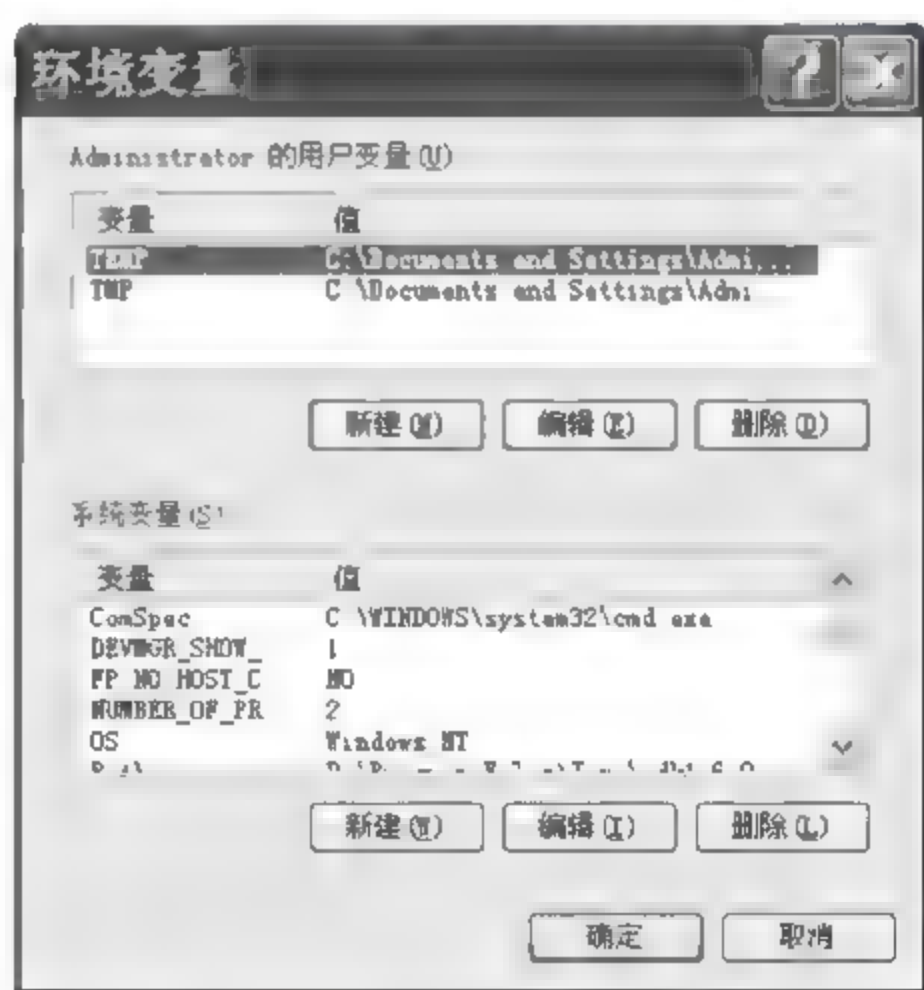 环境变量
Administrator 的用户变量(U)
变量 值
TEMP C:\Documents and Settings\Admi...
TMP C \Documents and Settings\Admi
新建(N) 编辑(E) 删除(D)
系统变量(S)
变量 值
ComSpec C \WINDOWS\system32\cmd exe
DEVMGR_SHOW_ 1
FP NO HOST_C NO
NUMBER_OF_PR 2
OS Windows NT
新建(W) 编辑(I) 删除(L)
确定 取消